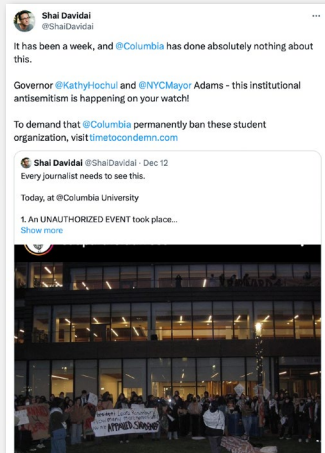 Shai Davidai
@ShaiDavidai
It has been a week, and @Columbia has done absolutely nothing about
this.
Governor @KathyHochul and @NYCMayor Adams - this institutional
antisemitism is happening on your watch!
To demand that @Columbia permanently ban these student
organization, visit timetocondemn.com
Shai Davidai @ShaiDavidai · Dec 12
Every journalist needs to see this.
Today, at @Columbia University
1. An UNAUTHORIZED EVENT took place...
Show more